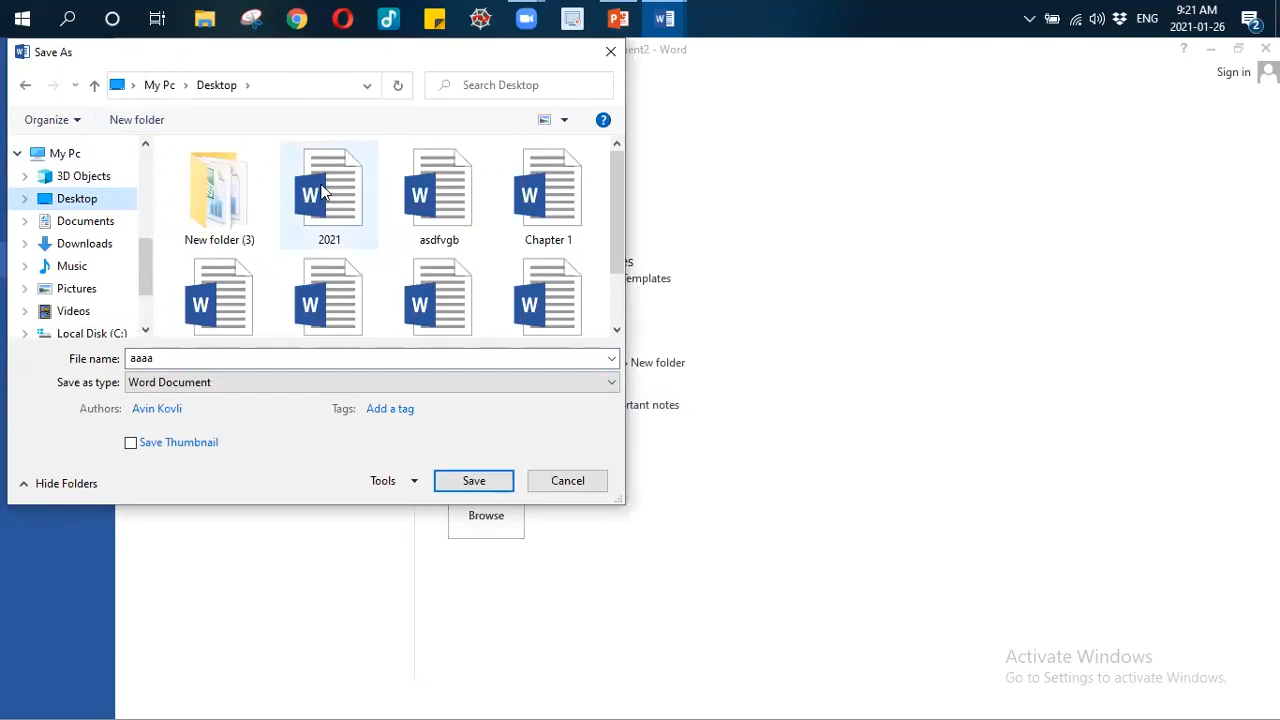 ENG
9:21 AM
2021-01-26
2
Save As
ent2 - Word
?
Sign in
My Pc
Desktop
Search Desktop
Organize
New folder
?
My Pc
3D Objects
Desktop
Documents
Downloads
Music
Pictures
Videos
Local Disk (C:)
New folder (3)
2021
asdfvgb
Chapter 1
es
Templates
New folder
rtant notes
File name: aaaa
Save as type: Word Document
Authors: Avin Kovli
Tags: Add a tag
Save Thumbnail
Hide Folders
Tools
Save
Cancel
Browse
Activate Windows
Go to Settings to activate Windows.